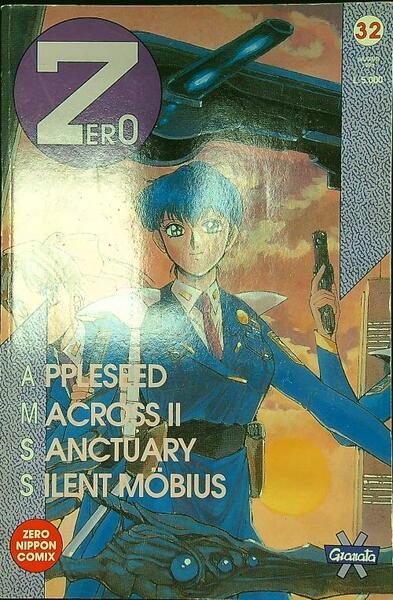 ZERO
32
L. 5.000
APPLESEED
MACROSS II
SANCTUARY
SILENT MÖBIUS
ZERO
NIPPON
COMIX
Granata